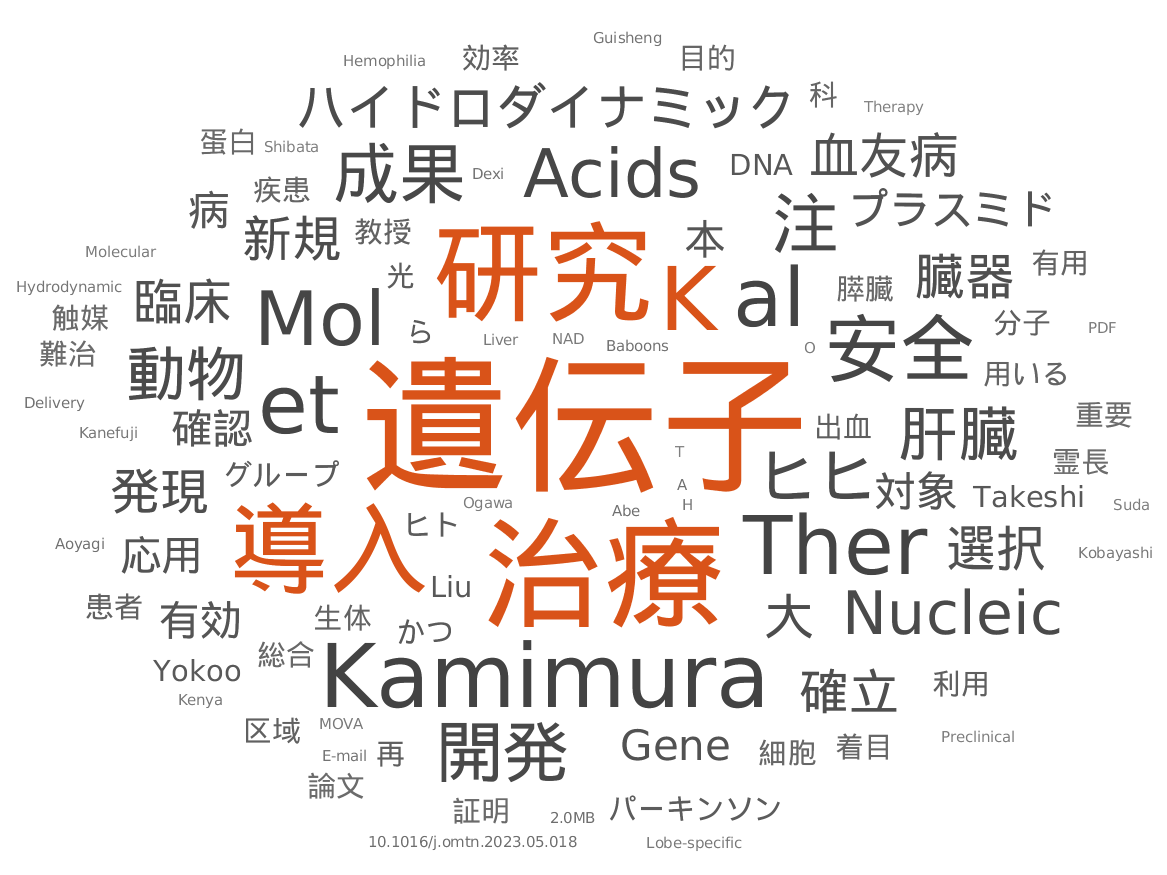 Guisheng
Hemophilia
効率
目的
ハイドロダイナミック
科
Therapy
蛋白
Shibata
成果
Dexi
Acids
DNA
血友病
病
疾患
新規
教授
研究
本
注
プラスミド
Molecular
光
K
al
膵臓
臓器
有用
Hydrodynamic
臨床
Mol
触媒
ら
Liver
NAD
Baboons
O
安全
分子
PDF
難治
動物
et
遺伝子
用いる
Delivery
Kanefuji
確認
出血
肝臓
重要
発現
グループ
T
A
H
ヒヒ
対象
霊長
Takeshi
Suda
導入
Ogawa
ヒト
Abe
治療
Ther
選択
Kobayashi
Aoyagi
応用
Liu
患者
有効
生体
かつ
大
Nucleic
総合
Yokoo
Kamimura
確立
利用
Kenya
区域
MOVA
E-mail
再
開発
Gene
細胞
着目
Preclinical
論文
証明
2.0MB
パーキンソン
10.1016/j.omtn.2023.05.018
Lobe-specific